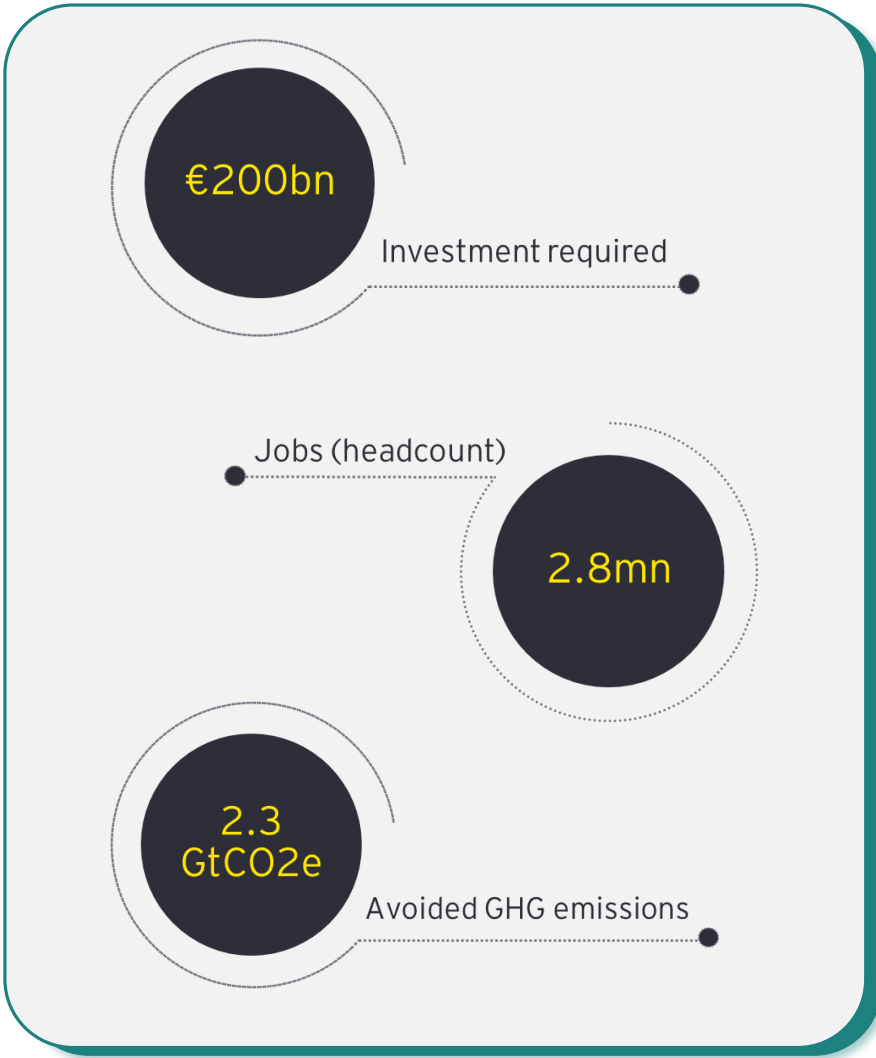 €200bn
Investment required
Jobs (headcount)
2.8mn
2.3
GtCO2e
Avoided GHG emissions